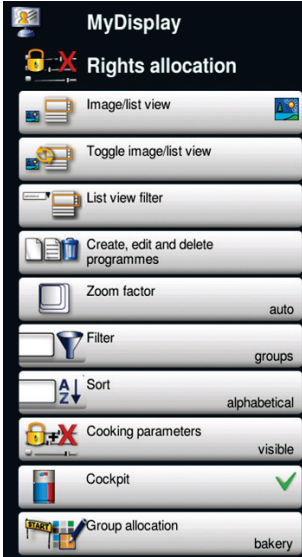 MyDisplay
Rights allocation
Image/list view
Toggle image/list view
List view filter
Create, edit and delete
programmes
Zoom factor
auto
Filter
groups
A
Z
Sort
alphabetical
Cooking parameters
visible
Cockpit
START
Group allocation
bakery